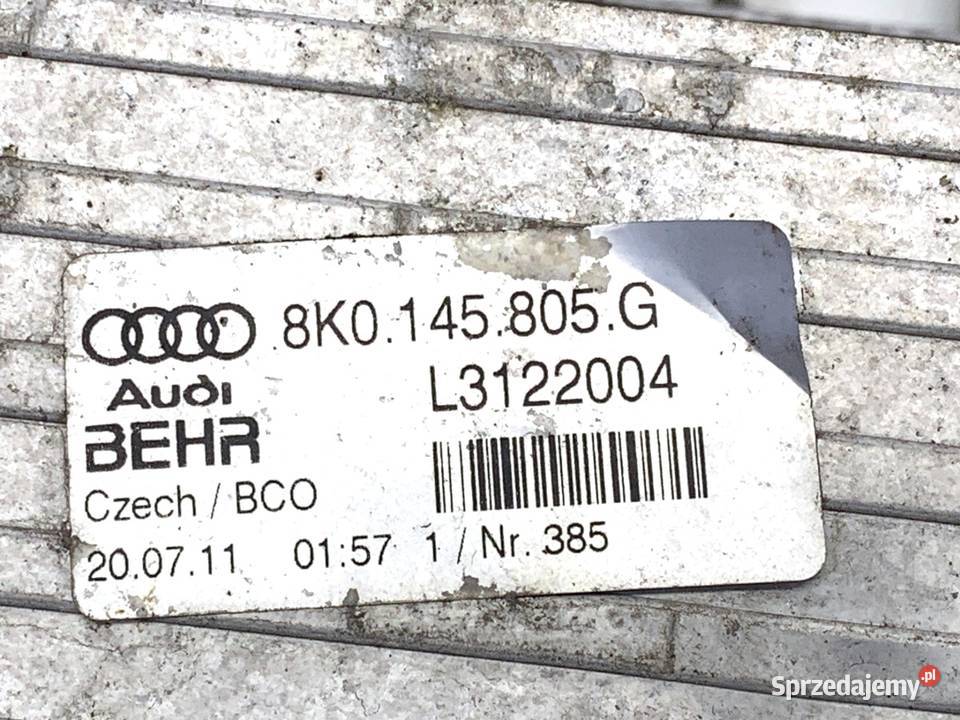 8K0.145.805.G
Audi
L3122004
BEHR
Czech / BCO
20.07.11 01:57 1 / Nr. 385
Sprzedajemy.pl